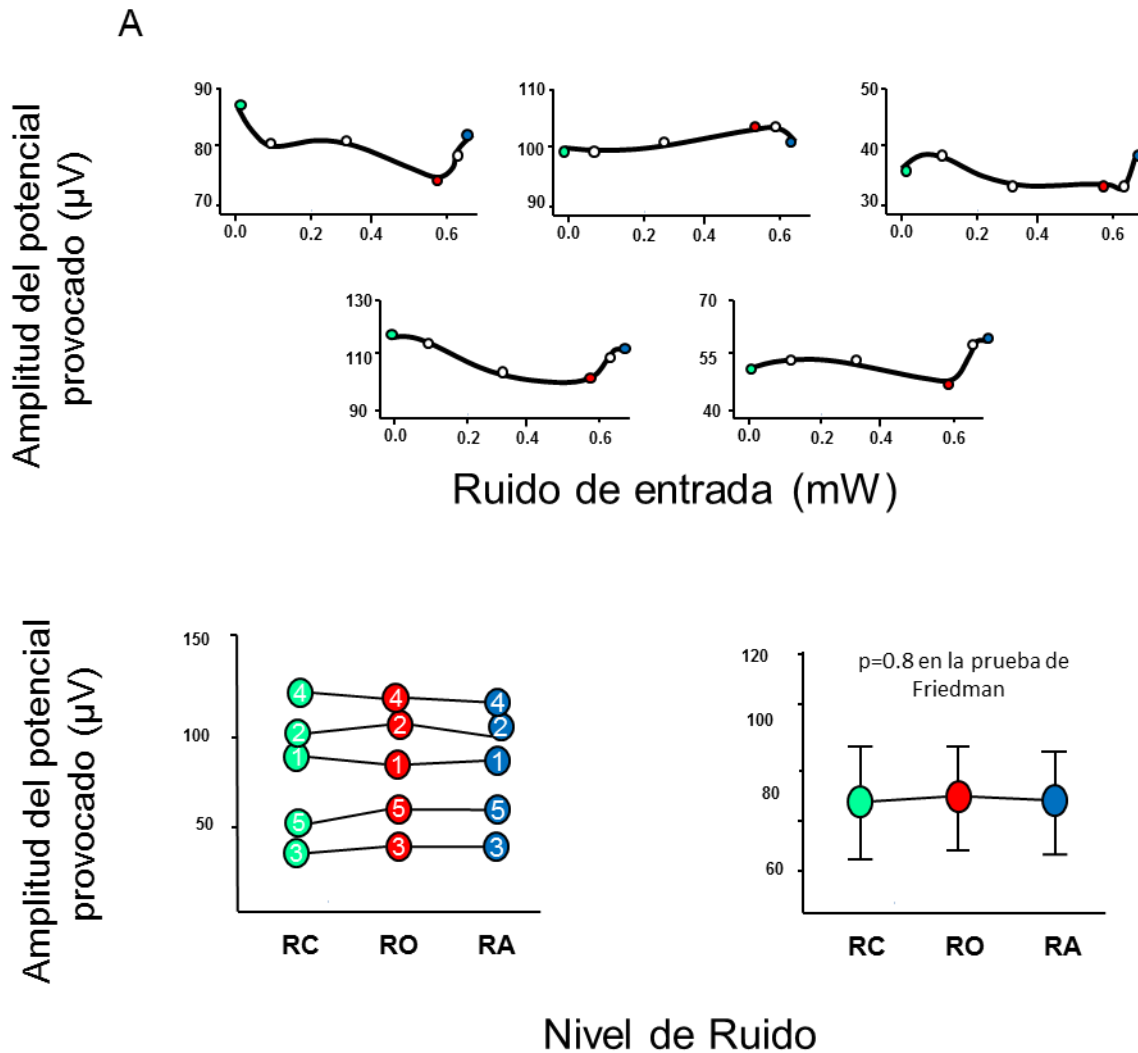 A
Amplitud del potencial
provocado (µV)
90
80
70
0.0 0.2 0.4 0.6
110
100
90
0.0 0.2 0.4 0.6
50
40
30
0.0 0.2 0.4 0.6
130
110
90
0.0 0.2 0.4 0.6
70
55
40
0.0 0.2 0.4 0.6
Ruido de entrada (mW)
Amplitud del potencial
provocado (µV)
150
100
50
4 4 4
2 2 2
1 1 1
5 5 5
3 3 3
RC RO RA
120
100
80
60
p=0.8 en la prueba de
Friedman
RC RO RA
Nivel de Ruido